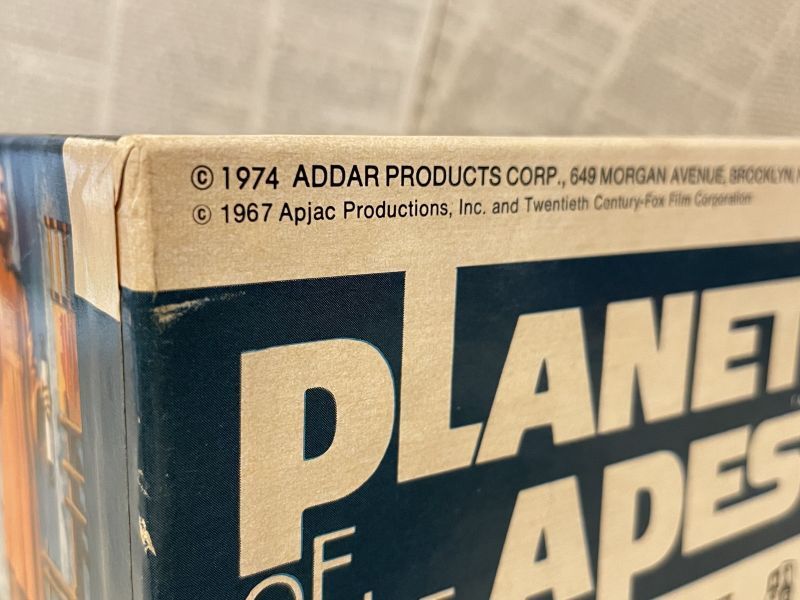 © 1974 ADDAR PRODUCTS CORP., 649 MORGAN AVENUE, BROOKLYN,
© 1967 Apjac Productions, Inc. and Twentieth Century-Fox Film Corporation
PLANET
OF
APES